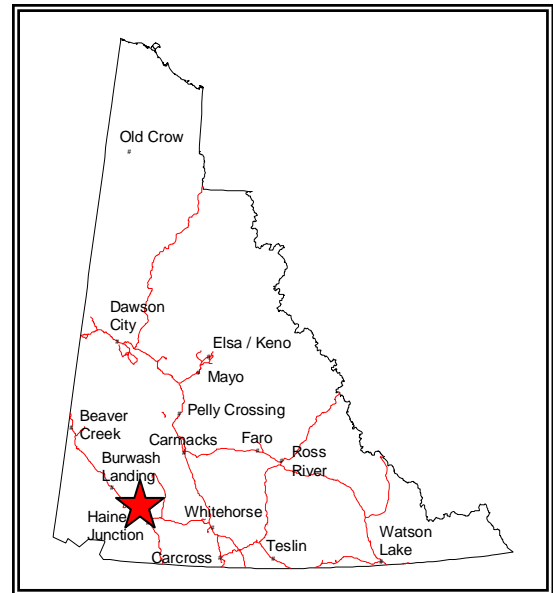 Old Crow
Dawson
City
Elsa / Keno
Mayo
Beaver
Creek
Pelly Crossing
Carmacks
Faro
Ross
River
Burwash
Landing
Haine
Junction
Whitehorse
Watson
Lake
Carcross
Teslin